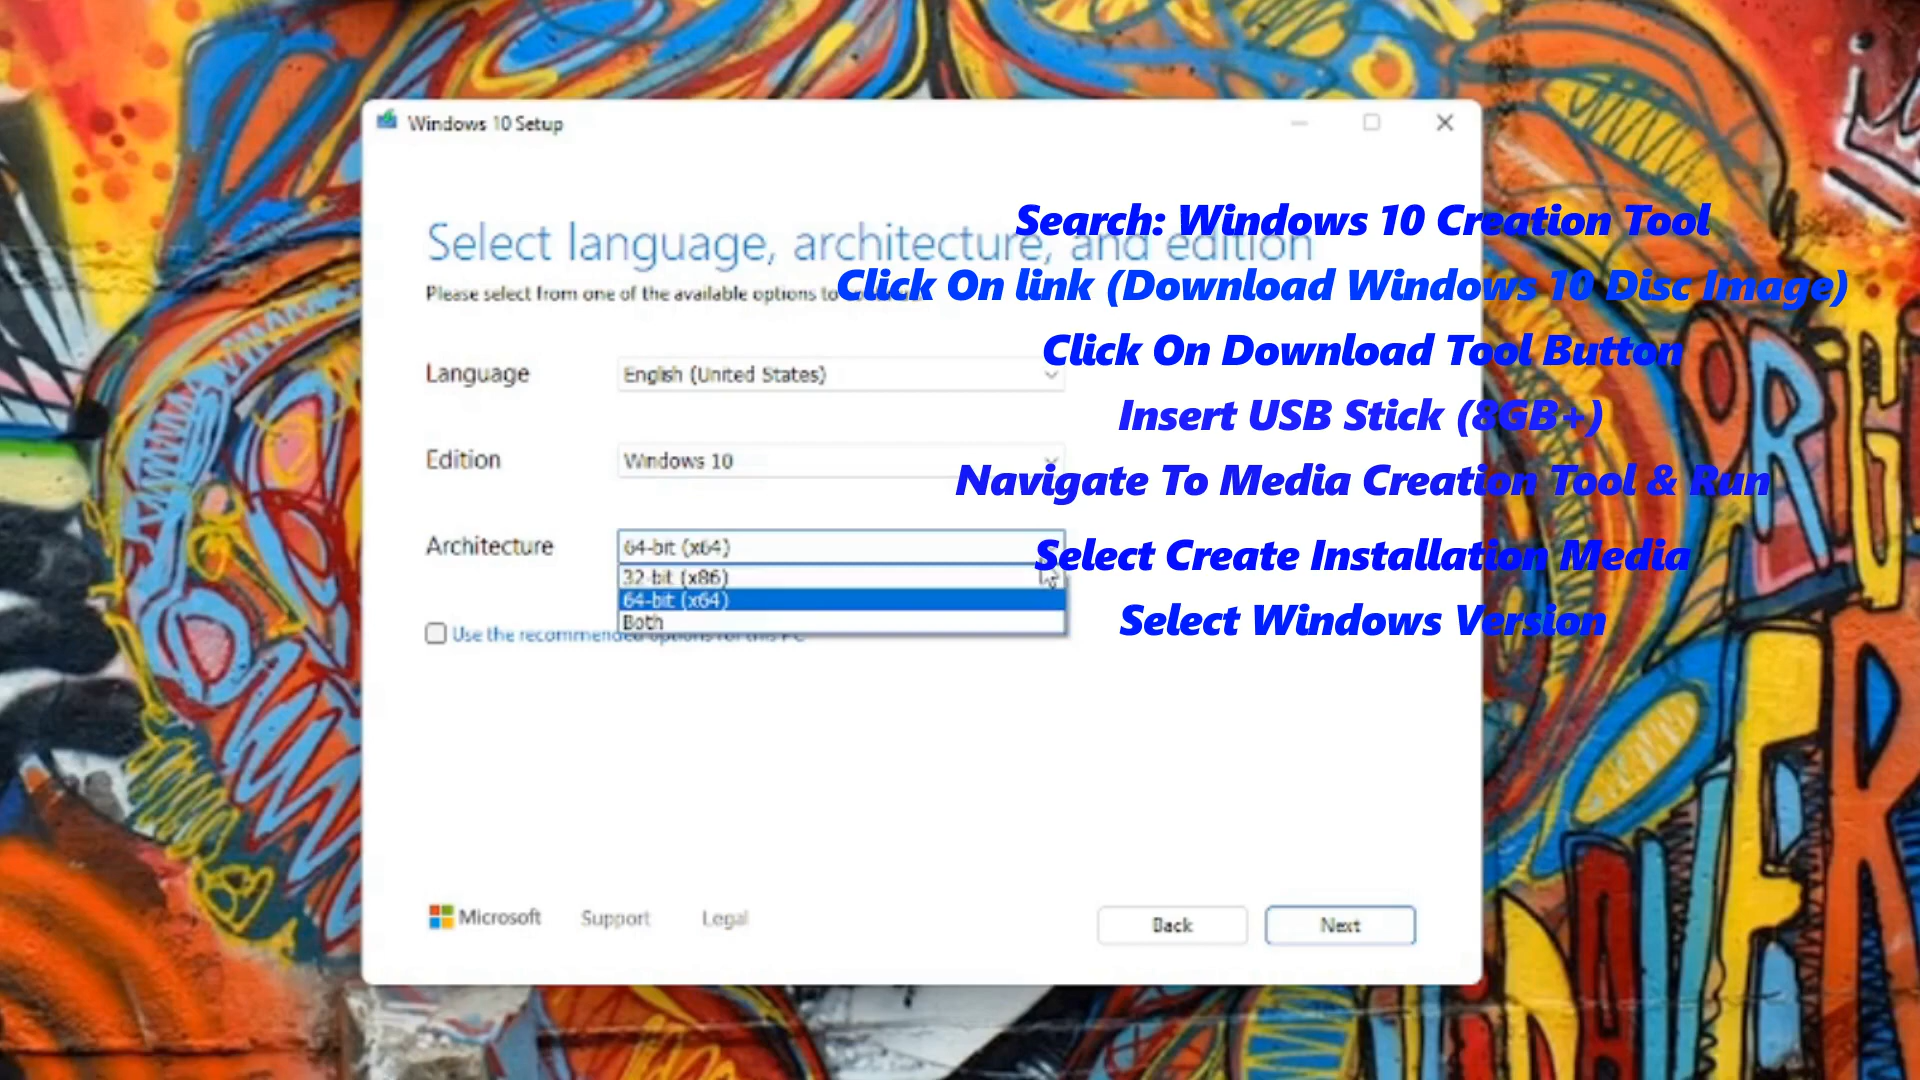 Windows 10 Setup
Select language, architecture, and edition
Please select from one of the available options to
Language
English (United States)
Edition
Windows 10
Architecture
64-bit (x64)
32-bit (x86)
64-bit (x64)
Both
Use the recommended options for this PC
Microsoft
Support
Legal
Back
Next
Search: Windows 10 Creation Tool
Click On link (Download Windows 10 Disc Image)
Click On Download Tool Button
Insert USB Stick (8GB+)
Navigate To Media Creation Tool & Run
Select Create Installation Media
Select Windows Version